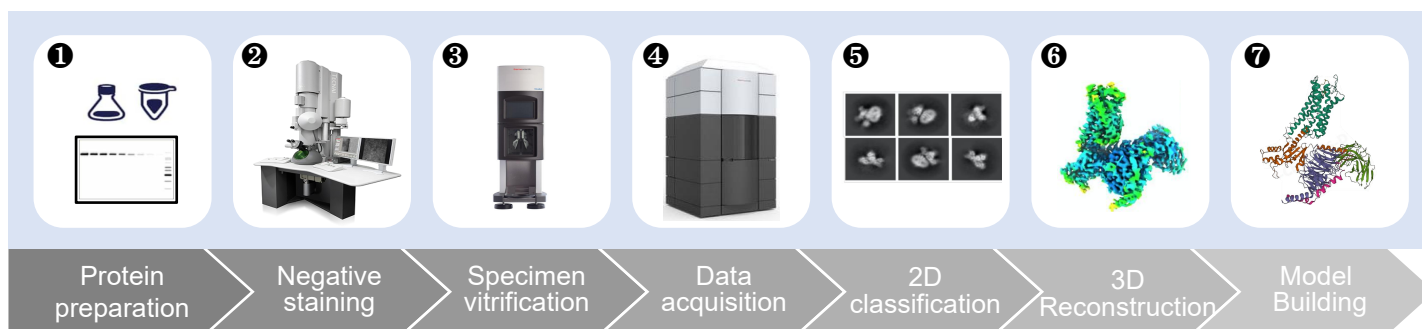 ❶
❷
❸
❹
❺
❻
❼
Protein
preparation
Negative
staining
Specimen
vitrification
Data
acquisition
2D
classification
3D
Reconstruction
Model
Building